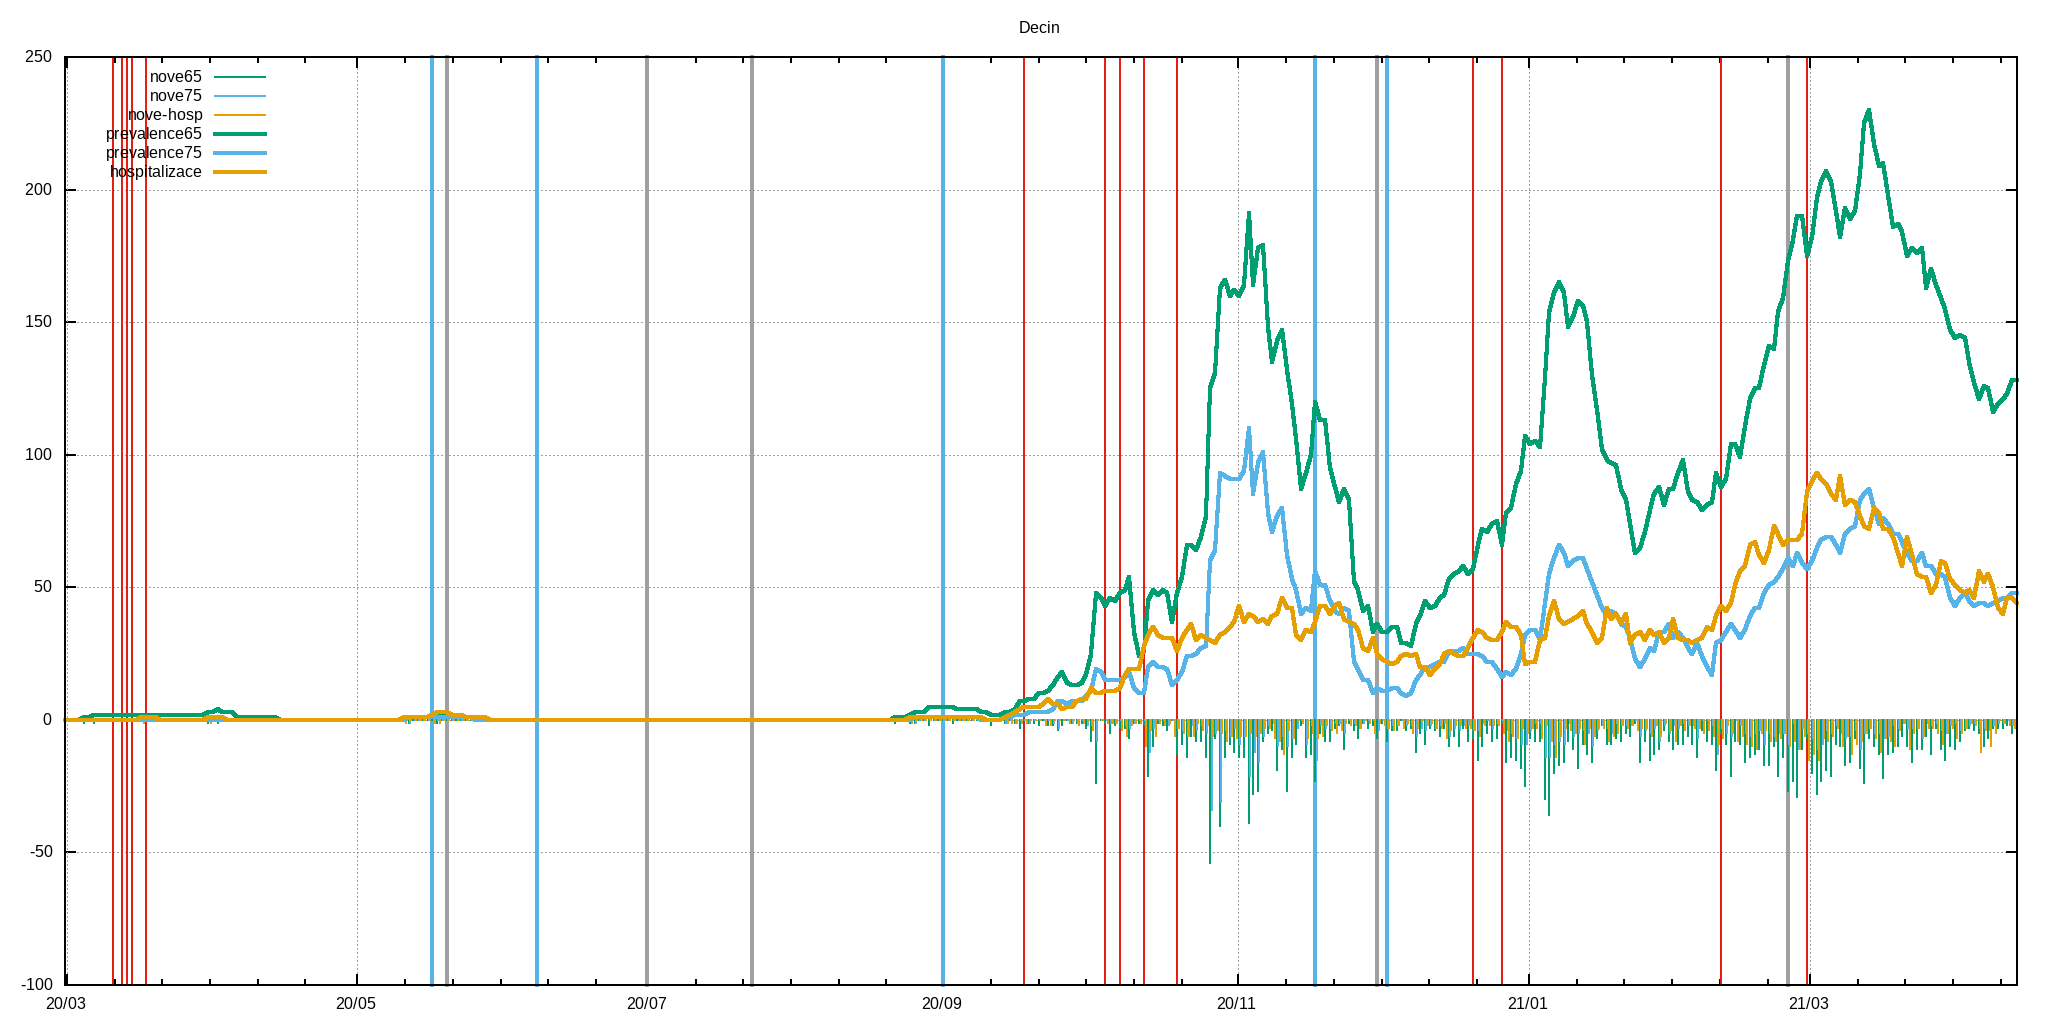 Decin
250
200
150
100
50
0
-50
-100
nove65
nove75
nove-hosp
prevalence65
prevalence75
hospitalizace
20/03 20/05 20/07 20/09 20/11 21/01 21/03